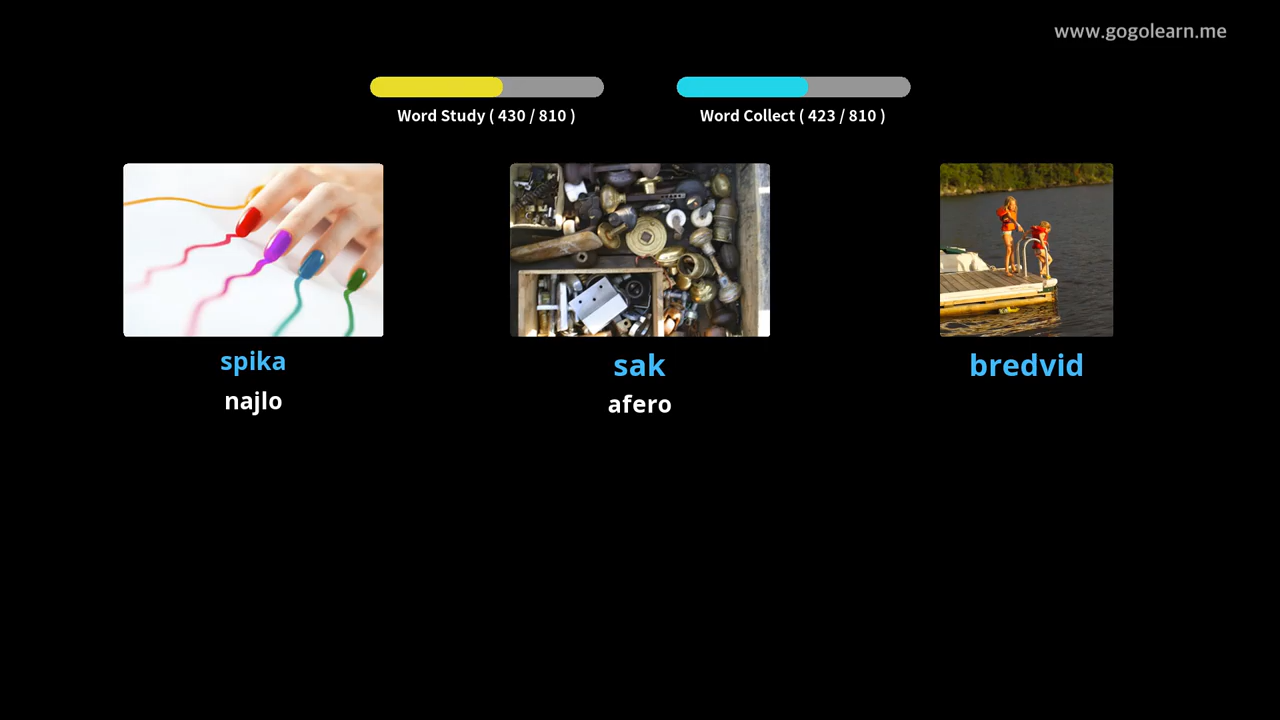 www.gogolearn.me
Word Study ( 430 / 810 )
Word Collect ( 423 / 810 )
spika
najlo
sak
afero
bredvid